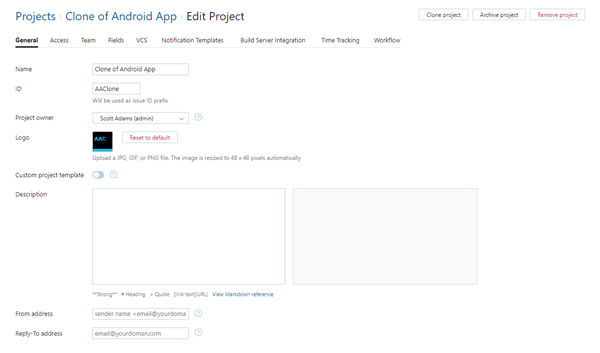 Projects › Clone of Android App › Edit Project
Clone project
Archive project
Remove project
General Access Team Fields VCS Notification Templates Build Server Integration Time Tracking Workflow
Name
Clone of Android App
ID
AAClone
Will be used as issue ID prefix
Project owner
Scott Adams (admin)
?
Logo
AAC
Reset to default
Upload a JPG, GIF, or PNG file. The image is resized to 48 x 48 pixels automatically
Custom project template
?
Description
**Strong** # Heading > Quote [link text](URL) View Markdown reference
From address
sender name <email@yourdoma
?
Reply-To address
email@yourdoman.com
?